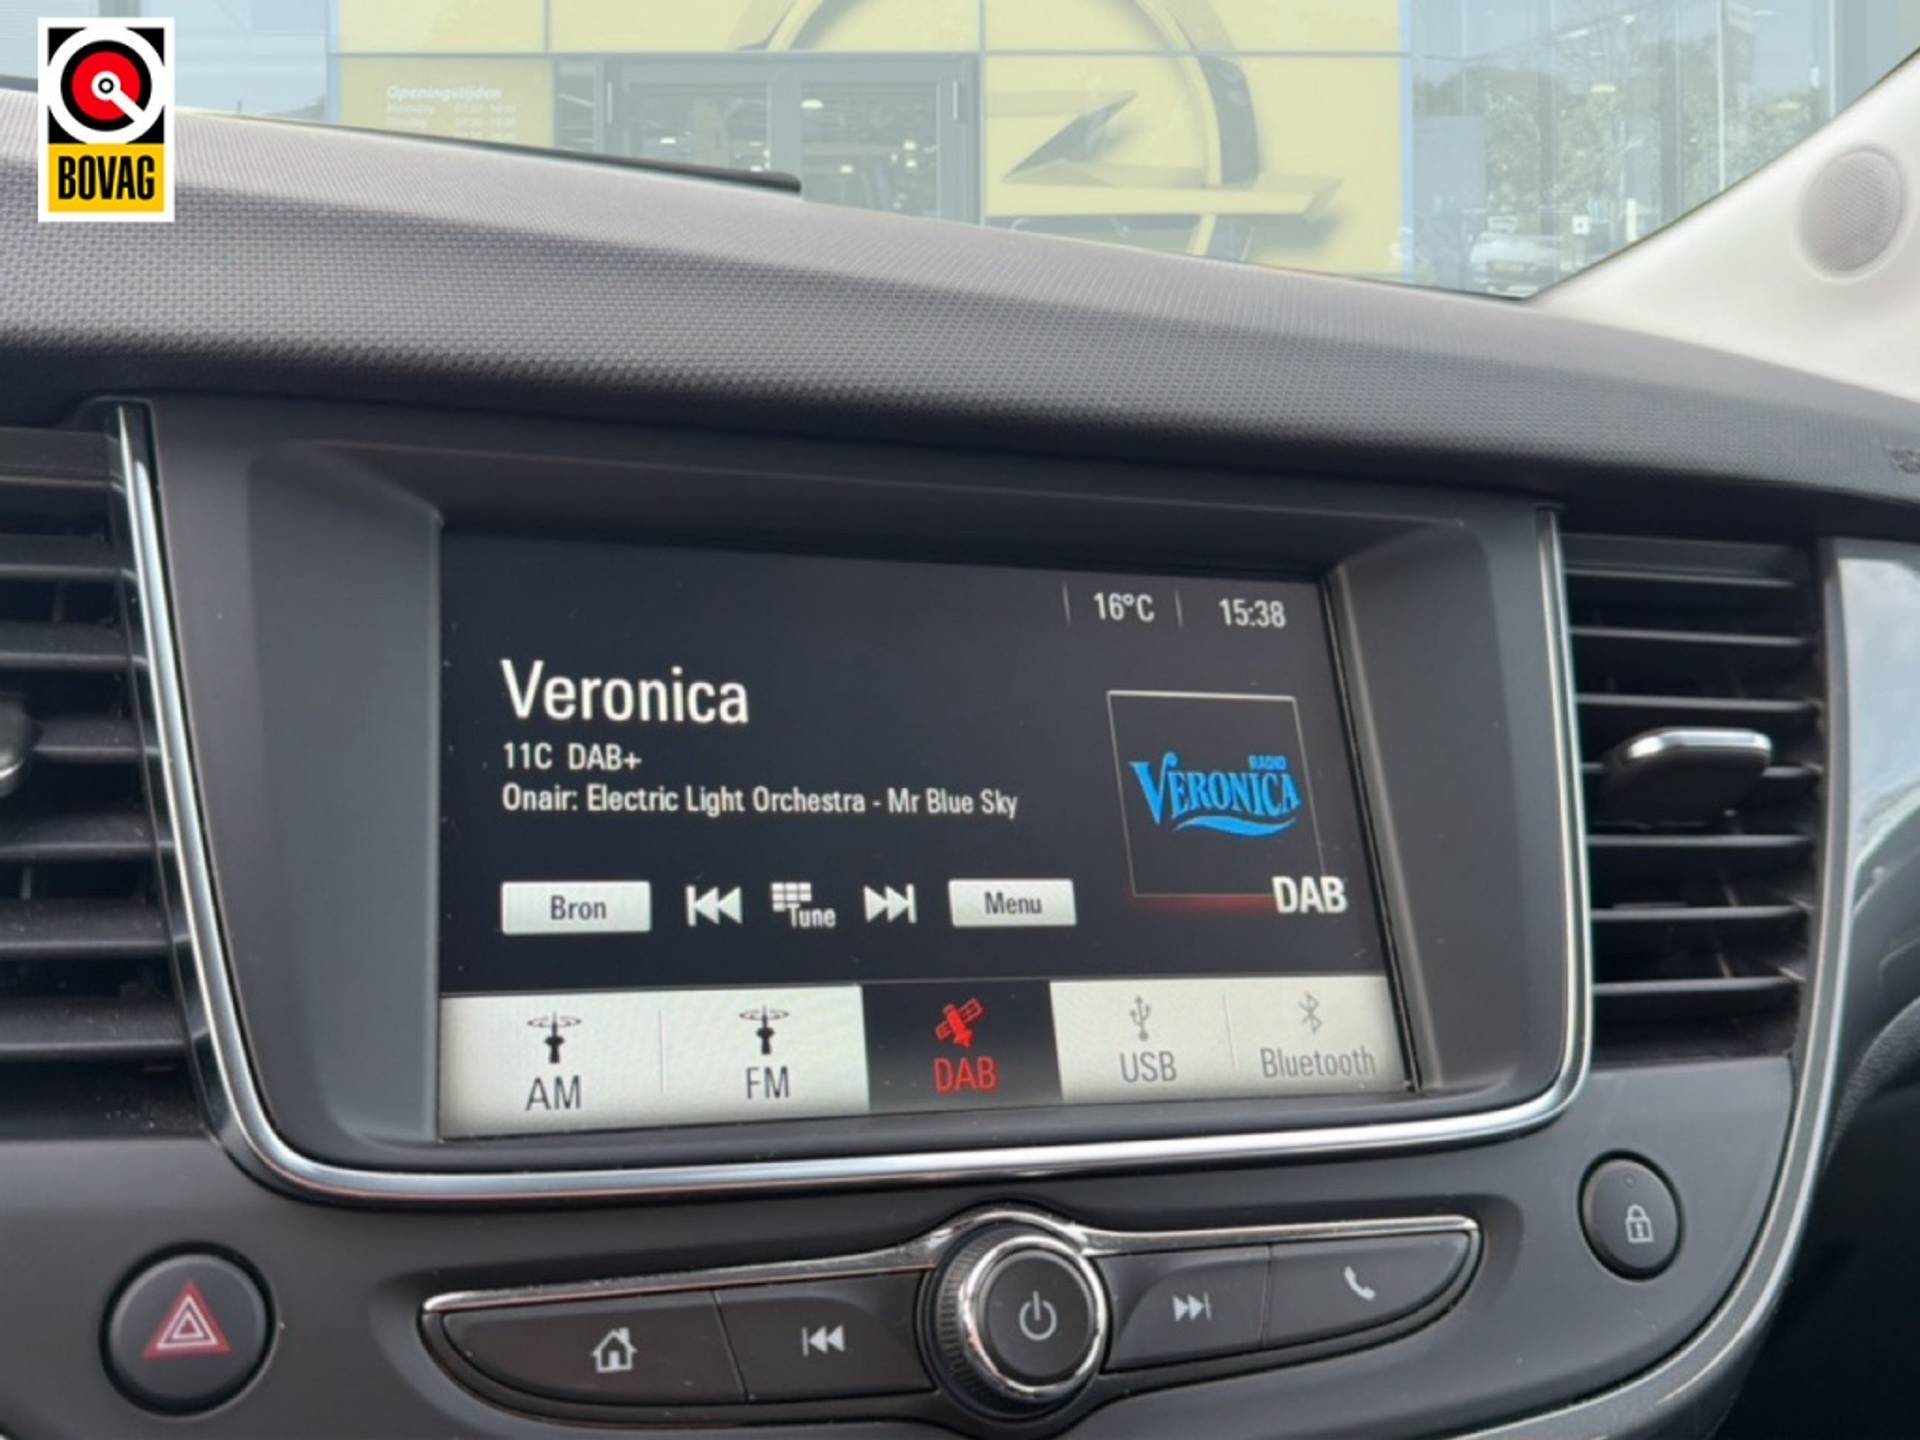 BOVAG
Openingstijden
16°C
15:38
Veronica
11C DAB+
Onair: Electric Light Orchestra - Mr Blue Sky
RADIO
VERONICA
DAB
Bron
Tune
Menu
AM
FM
DAB
USB
Bluetooth